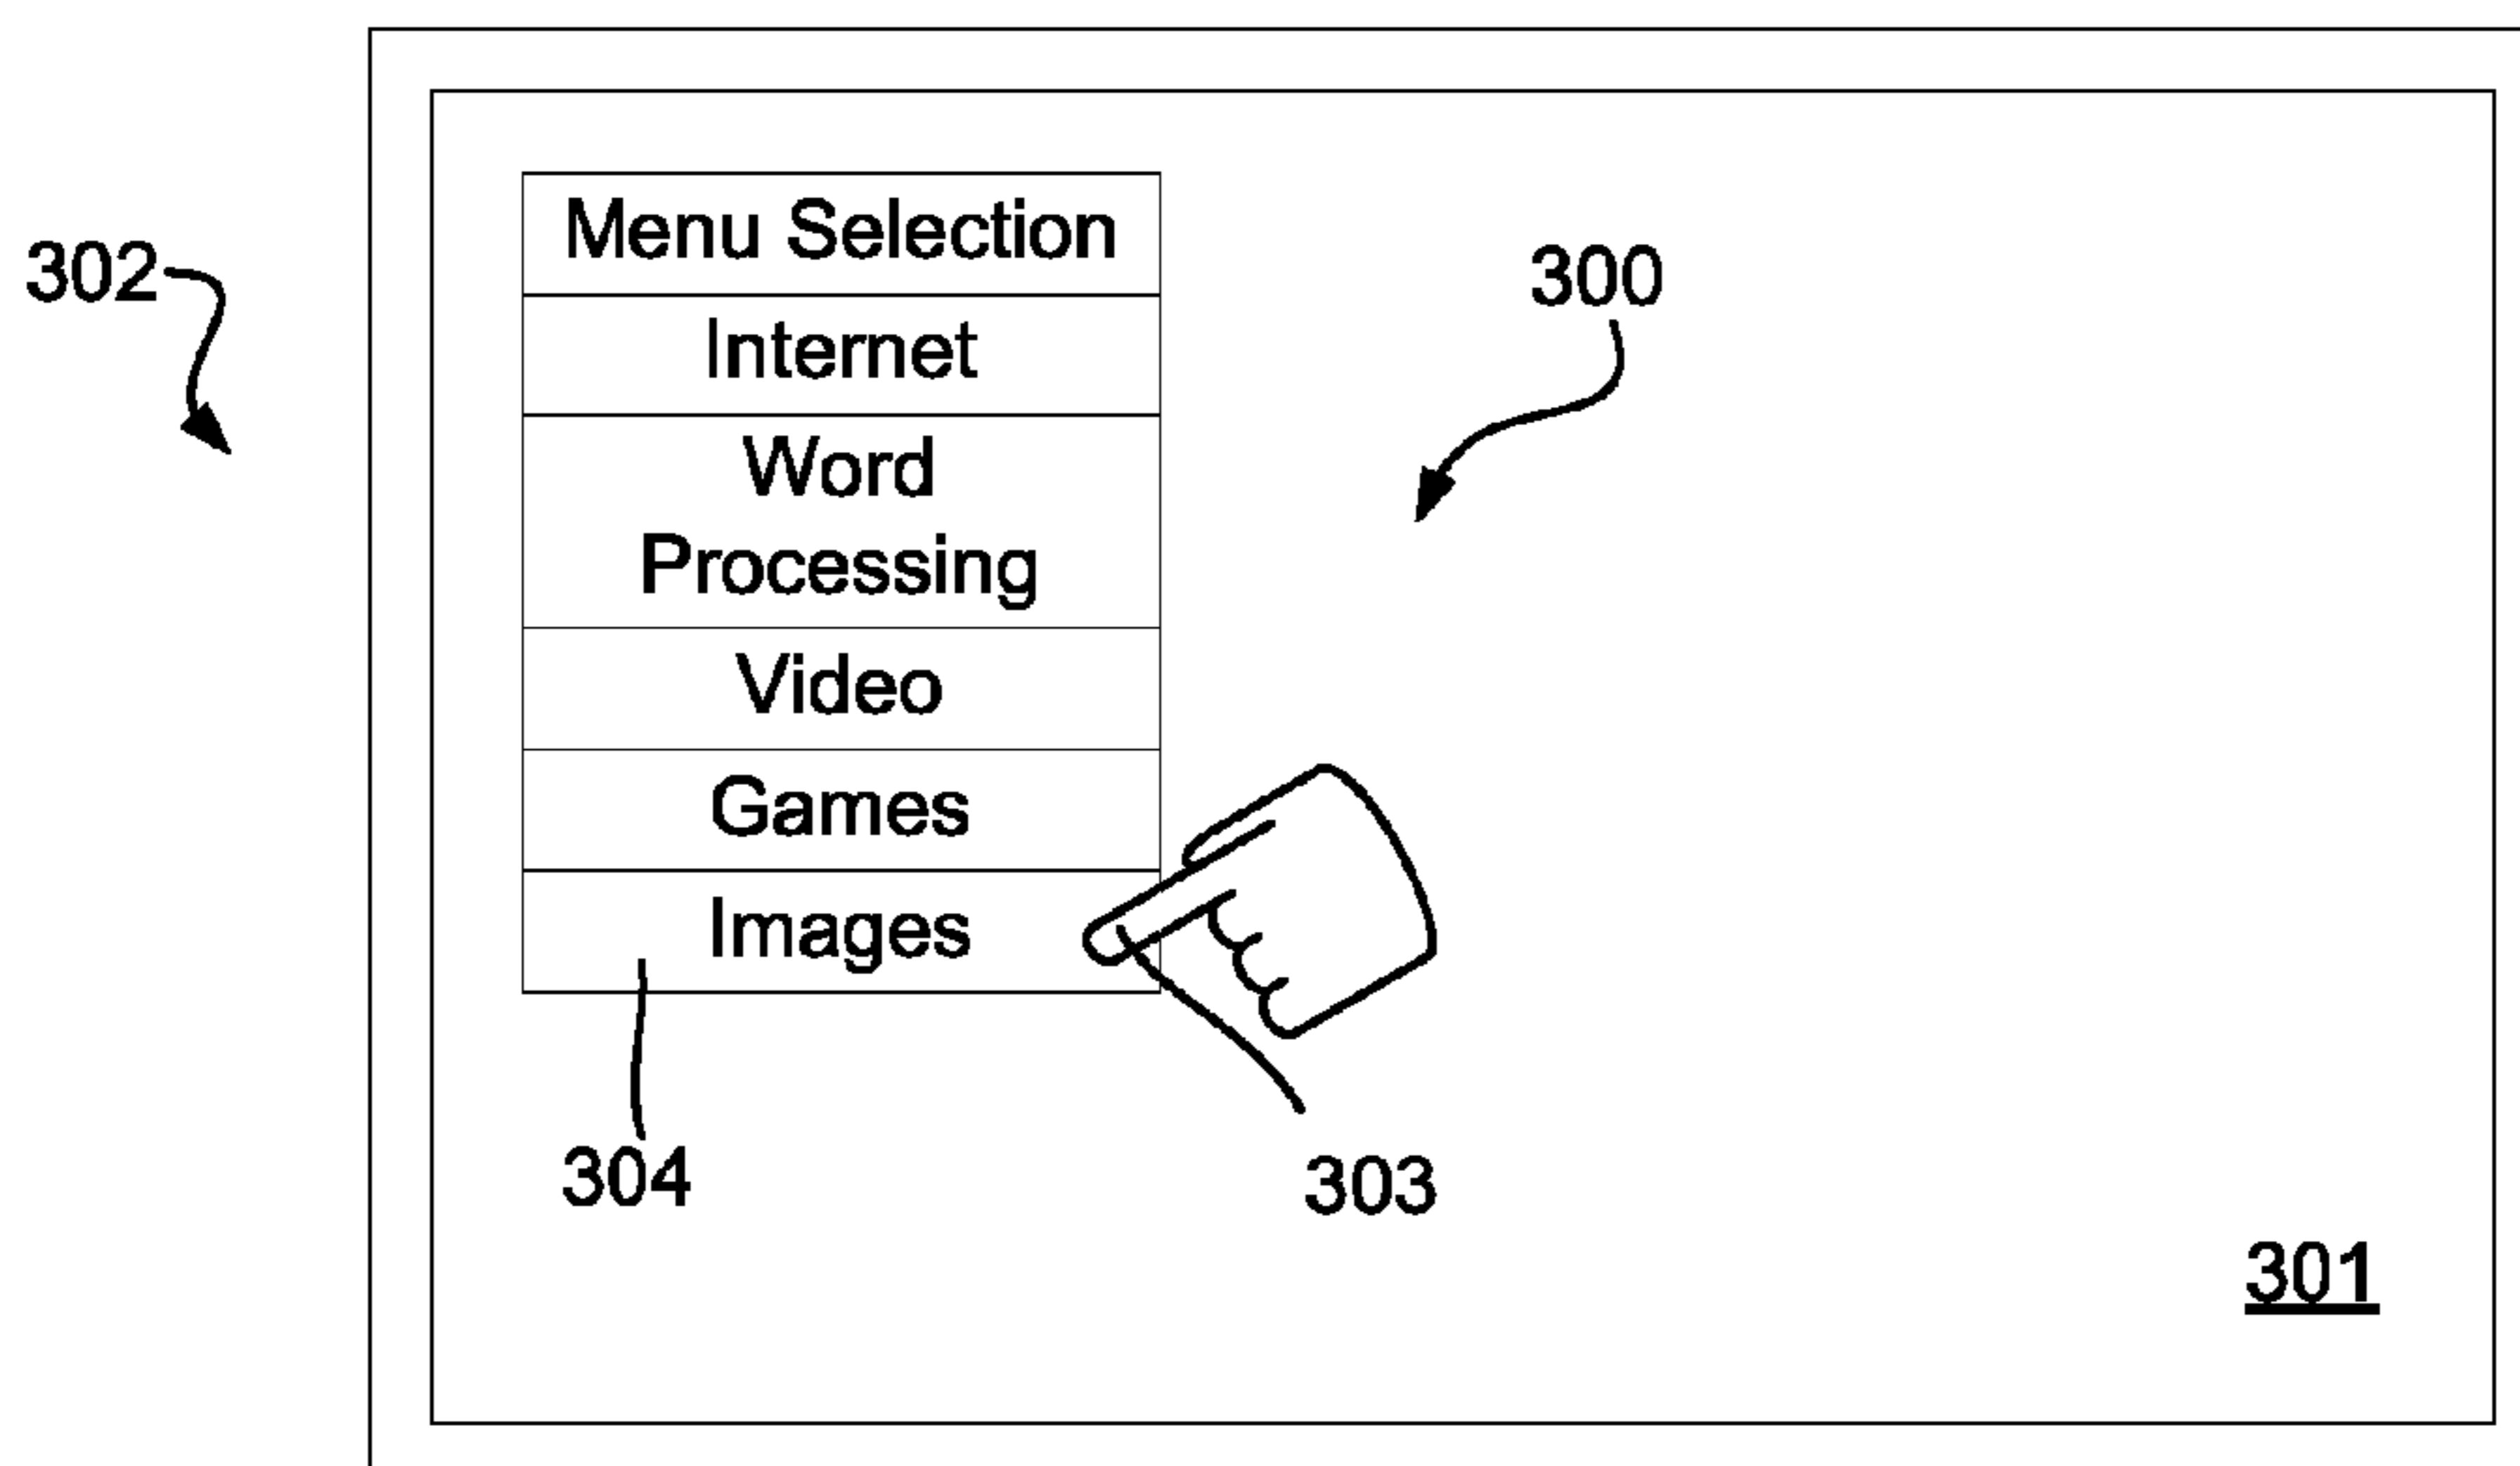 Menu Selection
302
300
Internet
Word
Processing
Video
Games
Images
304
303
301